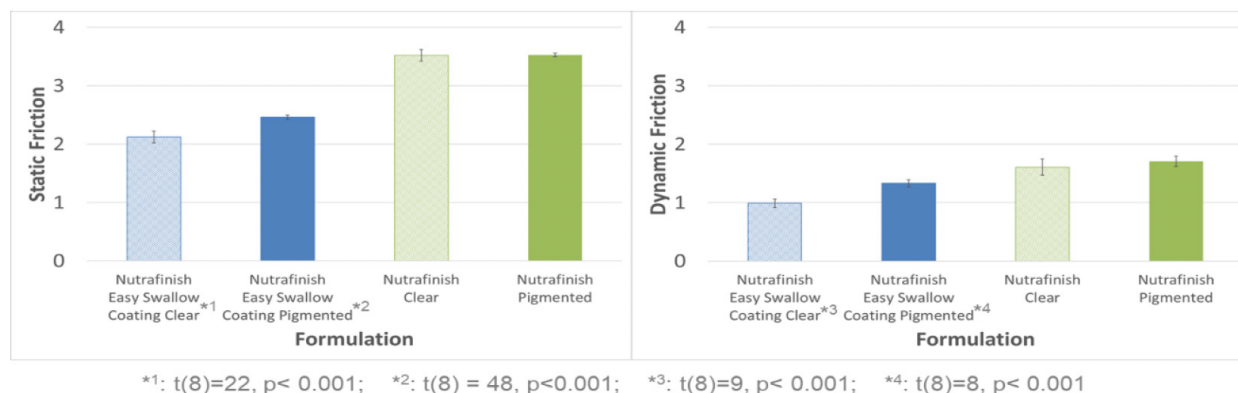 4
3
2
1
0
Static Friction
Nutrafinish
Easy Swallow
Coating Clear*1
Nutrafinish
Easy Swallow
Coating Pigmented*2
Nutrafinish
Clear
Nutrafinish
Pigmented
Formulation
4
3
2
1
0
Dynamic Friction
Nutrafinish
Easy Swallow
Coating Clear*3
Nutrafinish
Easy Swallow
Coating Pigmented*4
Nutrafinish
Clear
Nutrafinish
Pigmented
Formulation
*1: t(8)=22, p< 0.001; *2: t(8) = 48, p<0.001; *3: t(8)=9, p< 0.001; *4: t(8)=8, p< 0.001